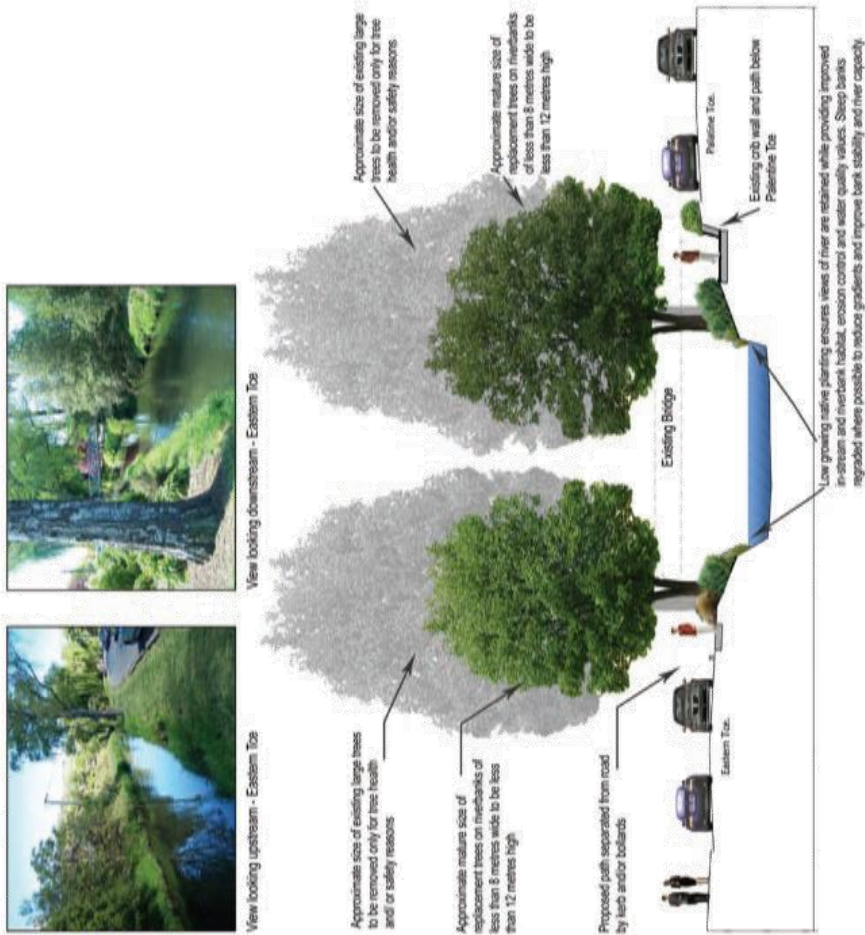 View looking upstream - Eastern Tce
View looking downstream - Eastern Tce
Approximate size of existing large trees
to be removed only for tree health
and/ or safety reasons
Approximate size of existing large
trees to be removed only for tree
health and/or safety reasons
Approximate mature size of
replacement trees on riverbanks of
less than 8 metres wide to be less
than 12 metres high
Approximate mature size of
replacement trees on riverbanks
of less than 8 metres wide to be
less than 12 metres high
Proposed path separated from road
by kerb and/or bollards
Existing Bridge
Eastern Tce.
Palatine Tce.
Existing crib wall and path below
Palentine Tce
Low growing native planting ensures views of river are retained while providing improved
in-stream and riverbank habitat, erosion control and water quality values. Steep banks
regraded where possible to reduce gradients and improve bank stability and river capacity.